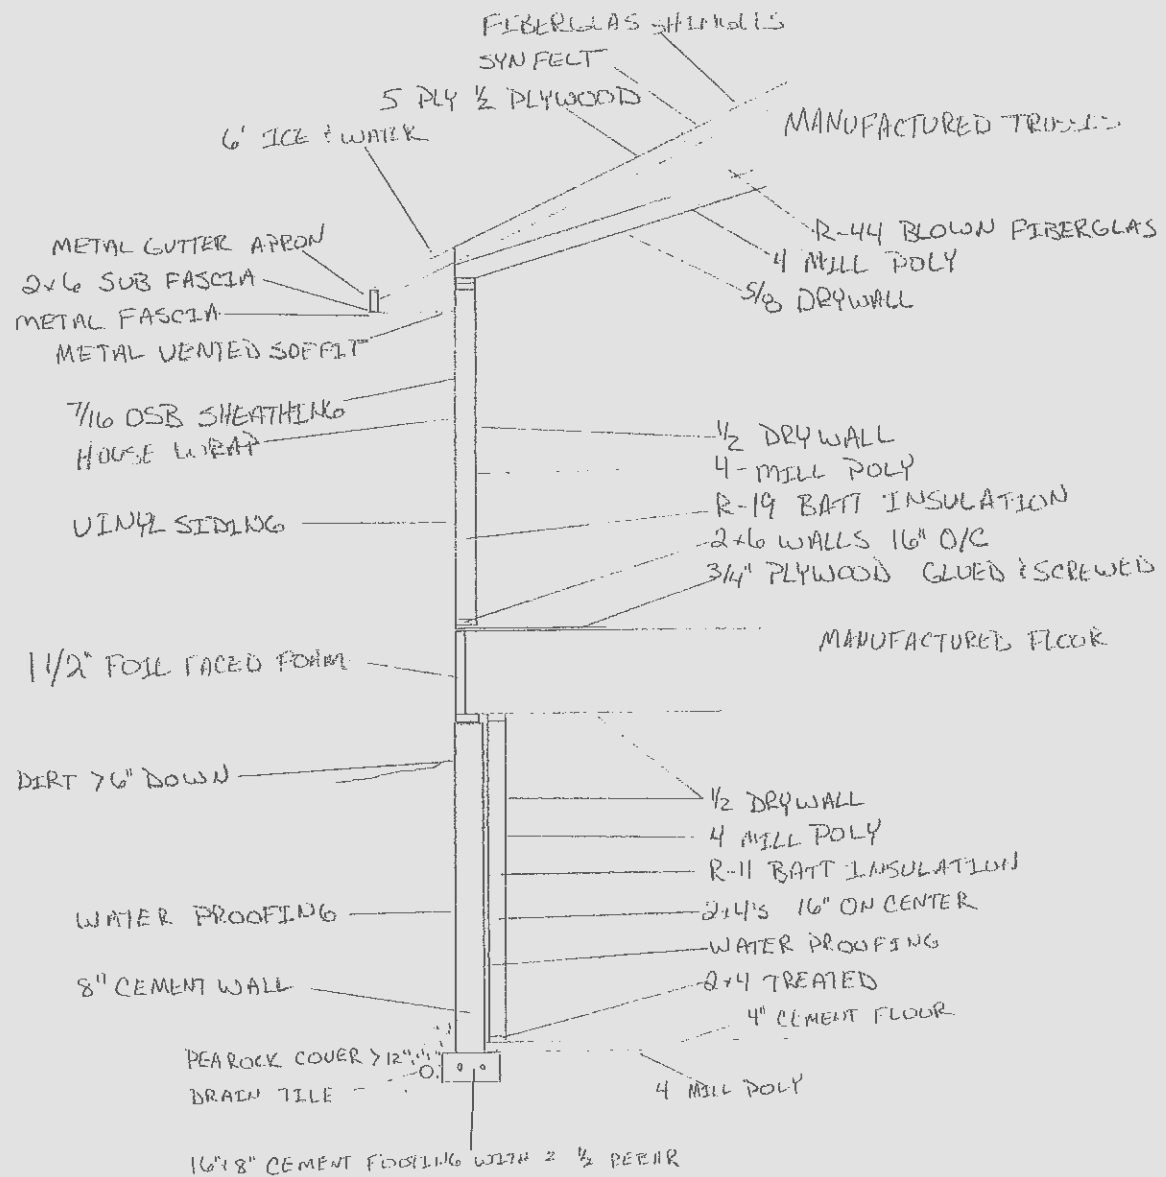 FIBERGLAS SHINGLES
SYN FELT
5 PLY ½ PLYWOOD
MANUFACTURED TRUSSES
6' ICE & WATER
R-44 BLOWN FIBERGLAS
METAL GUTTER APRON
4 MILL POLY
2x6 SUB FASCIA
5/8 DRYWALL
METAL FASCIA
METAL VENTED SOFFIT
7/16 OSB SHEATHING
HOUSE WRAP
1/2 DRYWALL
4-MILL POLY
R-19 BATT INSULATION
VINYL SIDING
2x6 WALLS 16" O/C
3/4" PLYWOOD GLUED & SCREWED
MANUFACTURED FLOOR
1 1/2" FOIL FACED FOAM
DIRT >6" DOWN
1/2 DRYWALL
4 MILL POLY
R-11 BATT INSULATION
2x4's 16" ON CENTER
WATER PROOFING
WATER PROOFING
2x4 TREATED
8" CEMENT WALL
4" CEMENT FLOOR
PEAROCK COVER >12"
DRAIN TILE
4 MILL POLY
16"x8" CEMENT FOOTING WITH 2 ½ REBAR